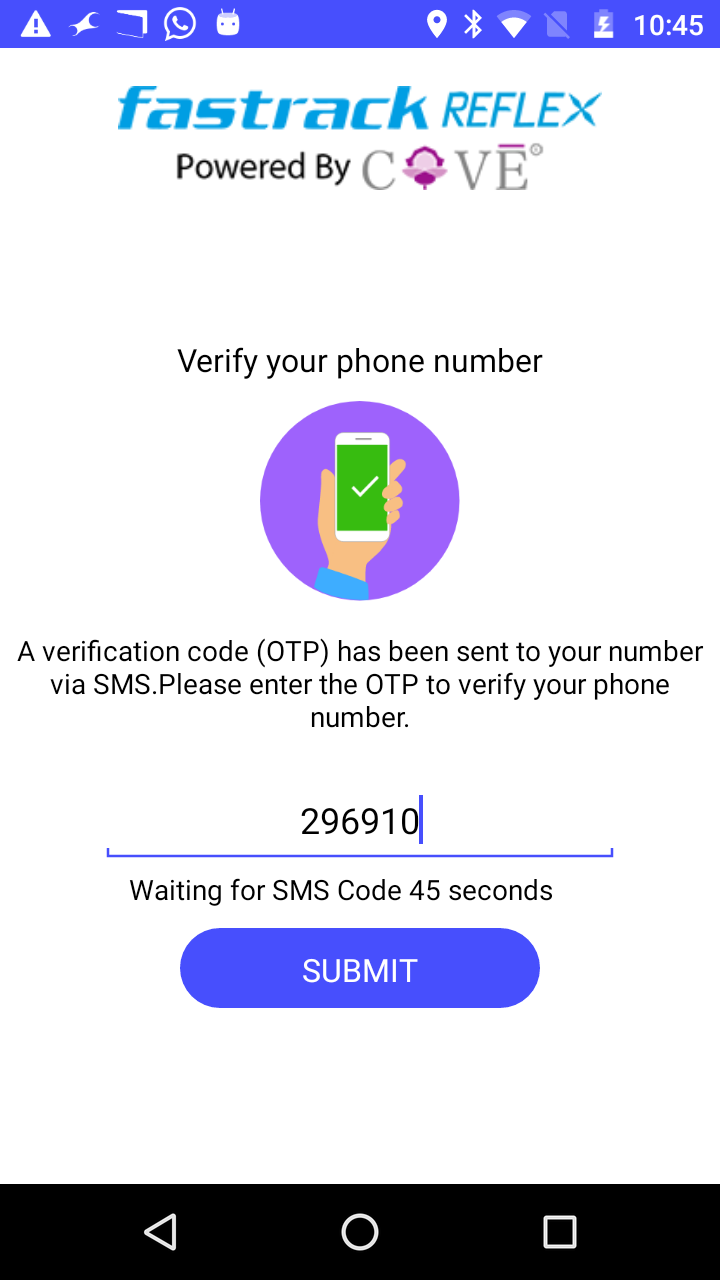 10:45
fastrack REFLEX
Powered By COVĒ®
Verify your phone number
A verification code (OTP) has been sent to your number
via SMS.Please enter the OTP to verify your phone
number.
296910
Waiting for SMS Code 45 seconds
SUBMIT